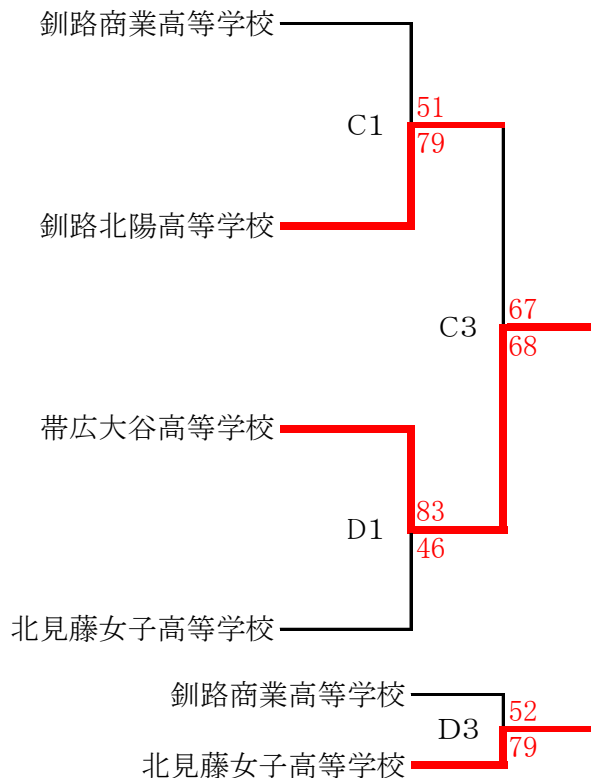 釧路商業高等学校
51
C1
79
釧路北陽高等学校
67
C3
68
帯広大谷高等学校
83
D1
46
北見藤女子高等学校
釧路商業高等学校
52
D3
79
北見藤女子高等学校